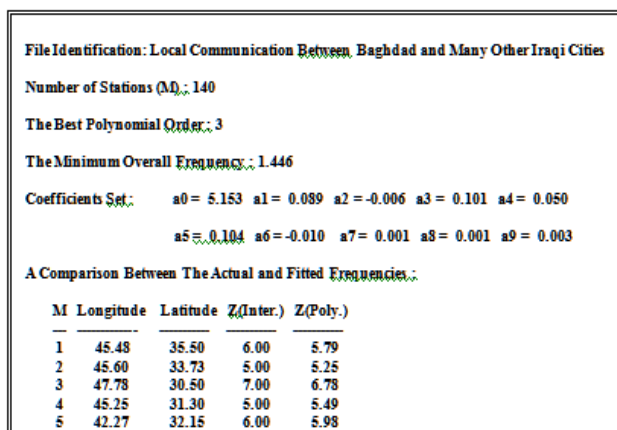 File Identification: Local Communication Between Baghdad and Many Other Iraqi Cities
Number of Stations (M) : 140
The Best Polynomial Order : 3
The Minimum Overall Frequency : 1.446
Coefficients Set : a0 = 5.153 a1 = 0.089 a2 = -0.006 a3 = 0.101 a4 = 0.050
a5 = 0.104 a6 = -0.010 a7 = 0.001 a8 = 0.001 a9 = 0.003
A Comparison Between The Actual and Fitted Frequencies :
M Longitude Latitude Z(Inter.) Z(Poly.)
1 45.48 35.50 6.00 5.79
2 45.60 33.73 5.00 5.25
3 47.78 30.50 7.00 6.78
4 45.25 31.30 5.00 5.49
5 42.27 32.15 6.00 5.98